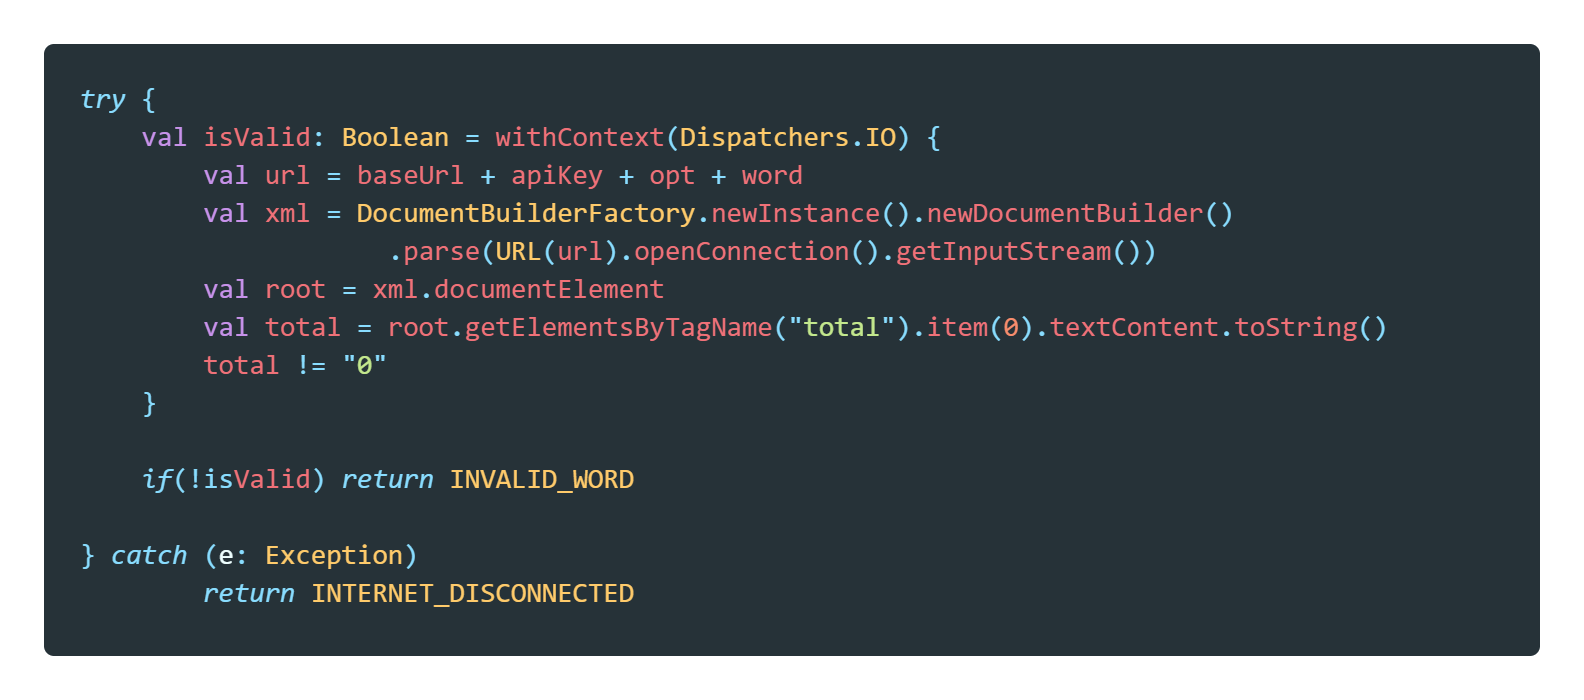 try {
    val isValid: Boolean = withContext(Dispatchers.IO) {
        val url = baseUrl + apiKey + opt + word
        val xml = DocumentBuilderFactory.newInstance().newDocumentBuilder()
                    .parse(URL(url).openConnection().getInputStream())
        val root = xml.documentElement
        val total = root.getElementsByTagName("total").item(0).textContent.toString()
        total != "0"
    }
    if(!isValid) return INVALID_WORD
} catch (e: Exception)
        return INTERNET_DISCONNECTED